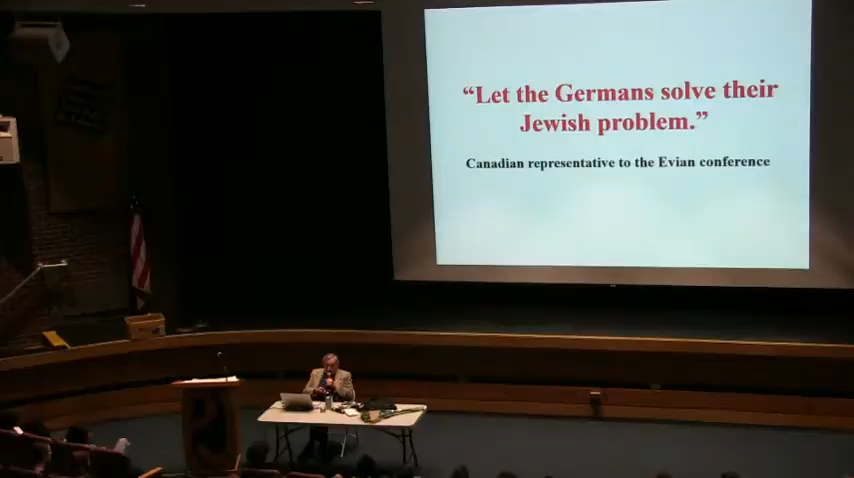 “Let the Germans solve their
Jewish problem.”
Canadian representative to the Evian conference